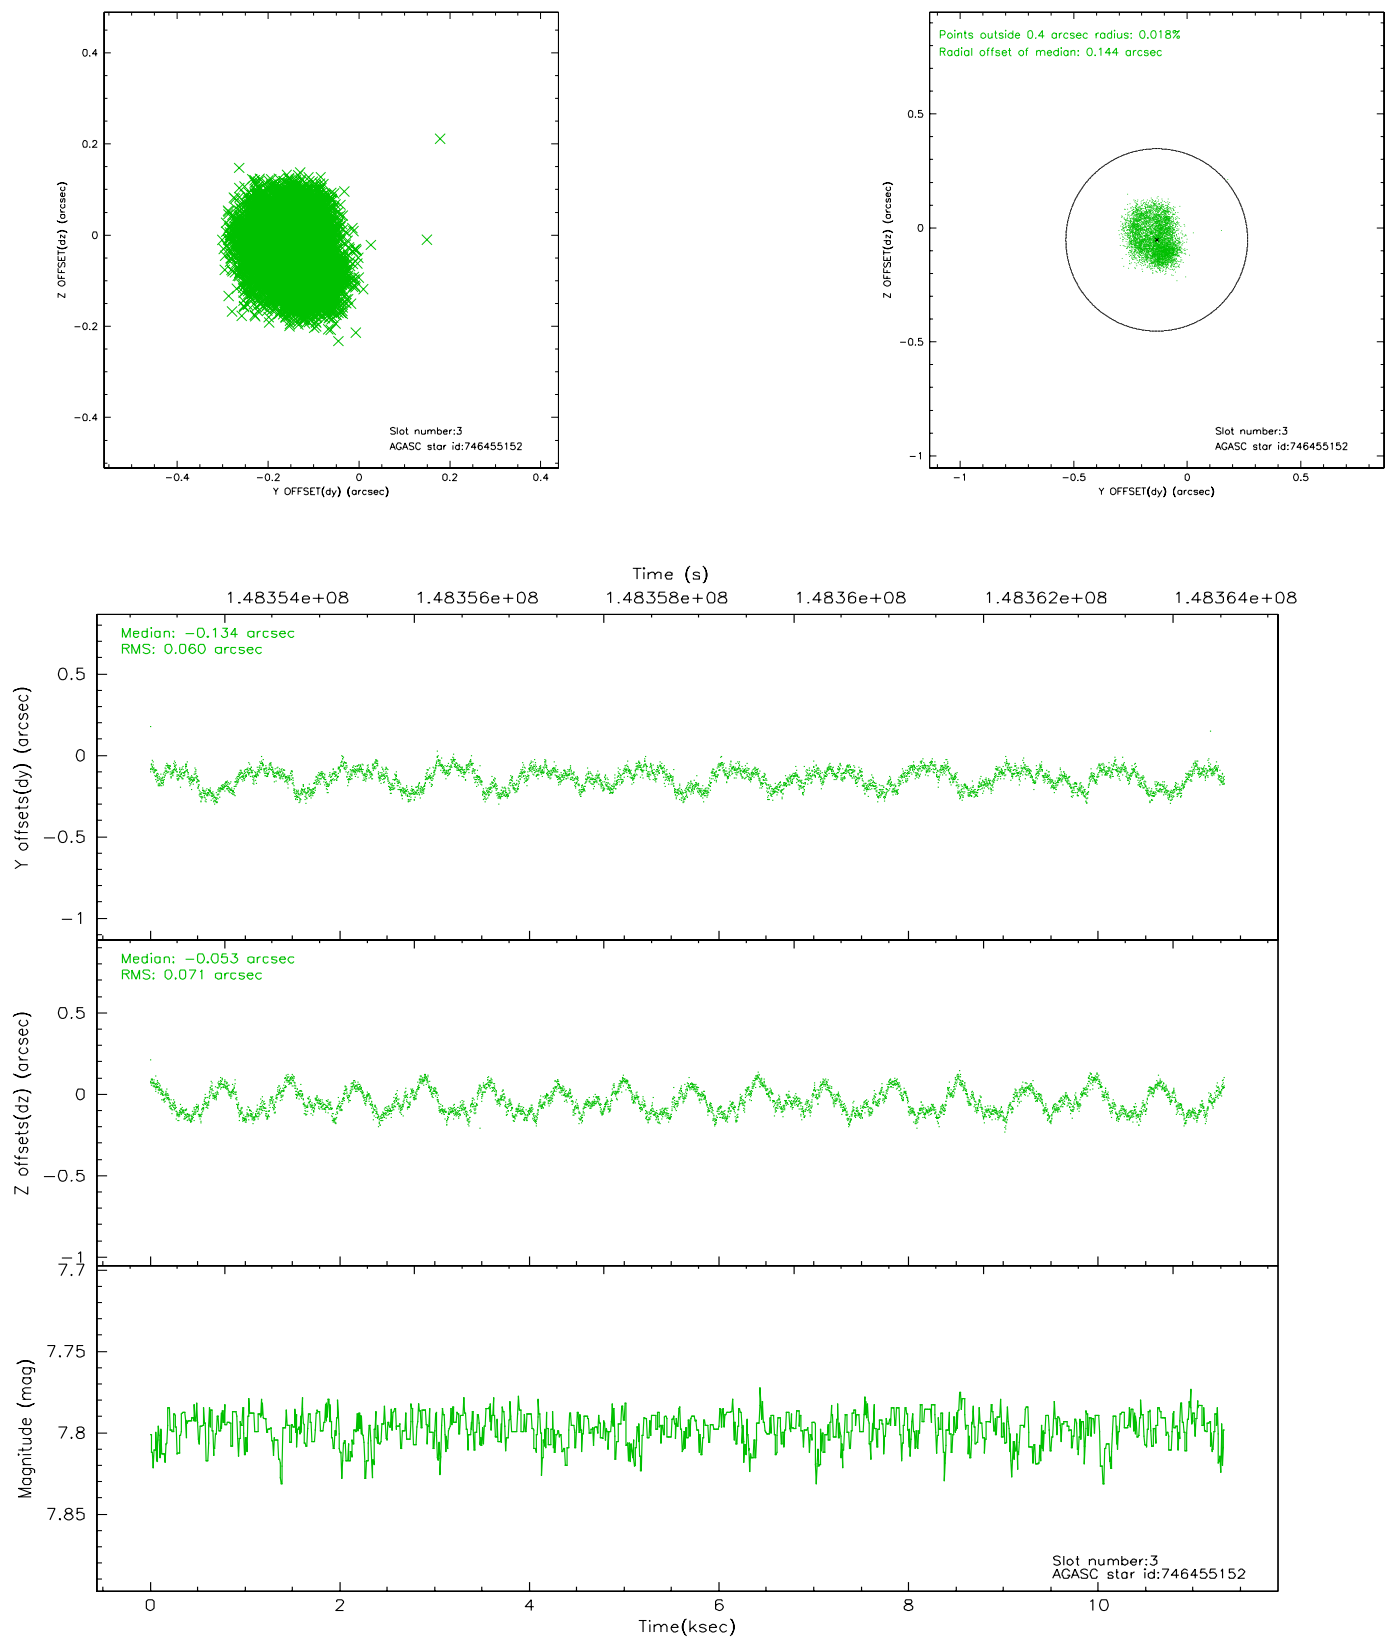 0.4
0.2
0
-0.2
-0.4
Z OFFSET(dz) (arcsec)
Slot number:3
AGASC star id:746455152
-0.4 -0.2 0 0.2 0.4
Y OFFSET(dy) (arcsec)
Points outside 0.4 arcsec radius: 0.018%
Radial offset of median: 0.144 arcsec
0.5
0
-0.5
-1
Z OFFSET(dz) (arcsec)
Slot number:3
AGASC star id:746455152
-1 -0.5 0 0.5
Y OFFSET(dy) (arcsec)
Time (s)
1.48354e+08 1.48356e+08 1.48358e+08 1.4836e+08 1.48362e+08 1.48364e+08
Median: -0.134 arcsec
RMS: 0.060 arcsec
0.5
0
-0.5
-1
Y offsets(dy) (arcsec)
Median: -0.053 arcsec
RMS: 0.071 arcsec
0.5
0
-0.5
-1
Z offsets(dz) (arcsec)
7.7
7.75
7.8
7.85
Magnitude (mag)
Slot number:3
AGASC star id:746455152
0 2 4 6 8 10
Time(ksec)